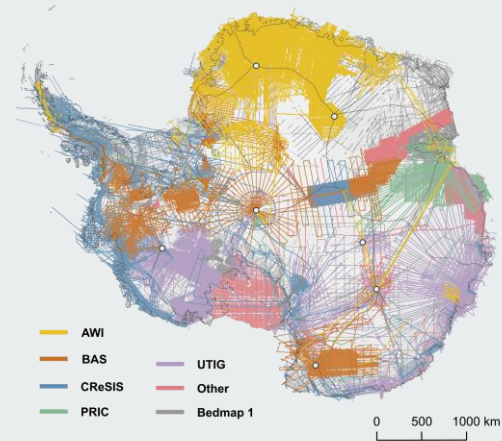 AWI
BAS
CReSIS
PRIC
UTIG
Other
Bedmap 1
0 500 1000 km